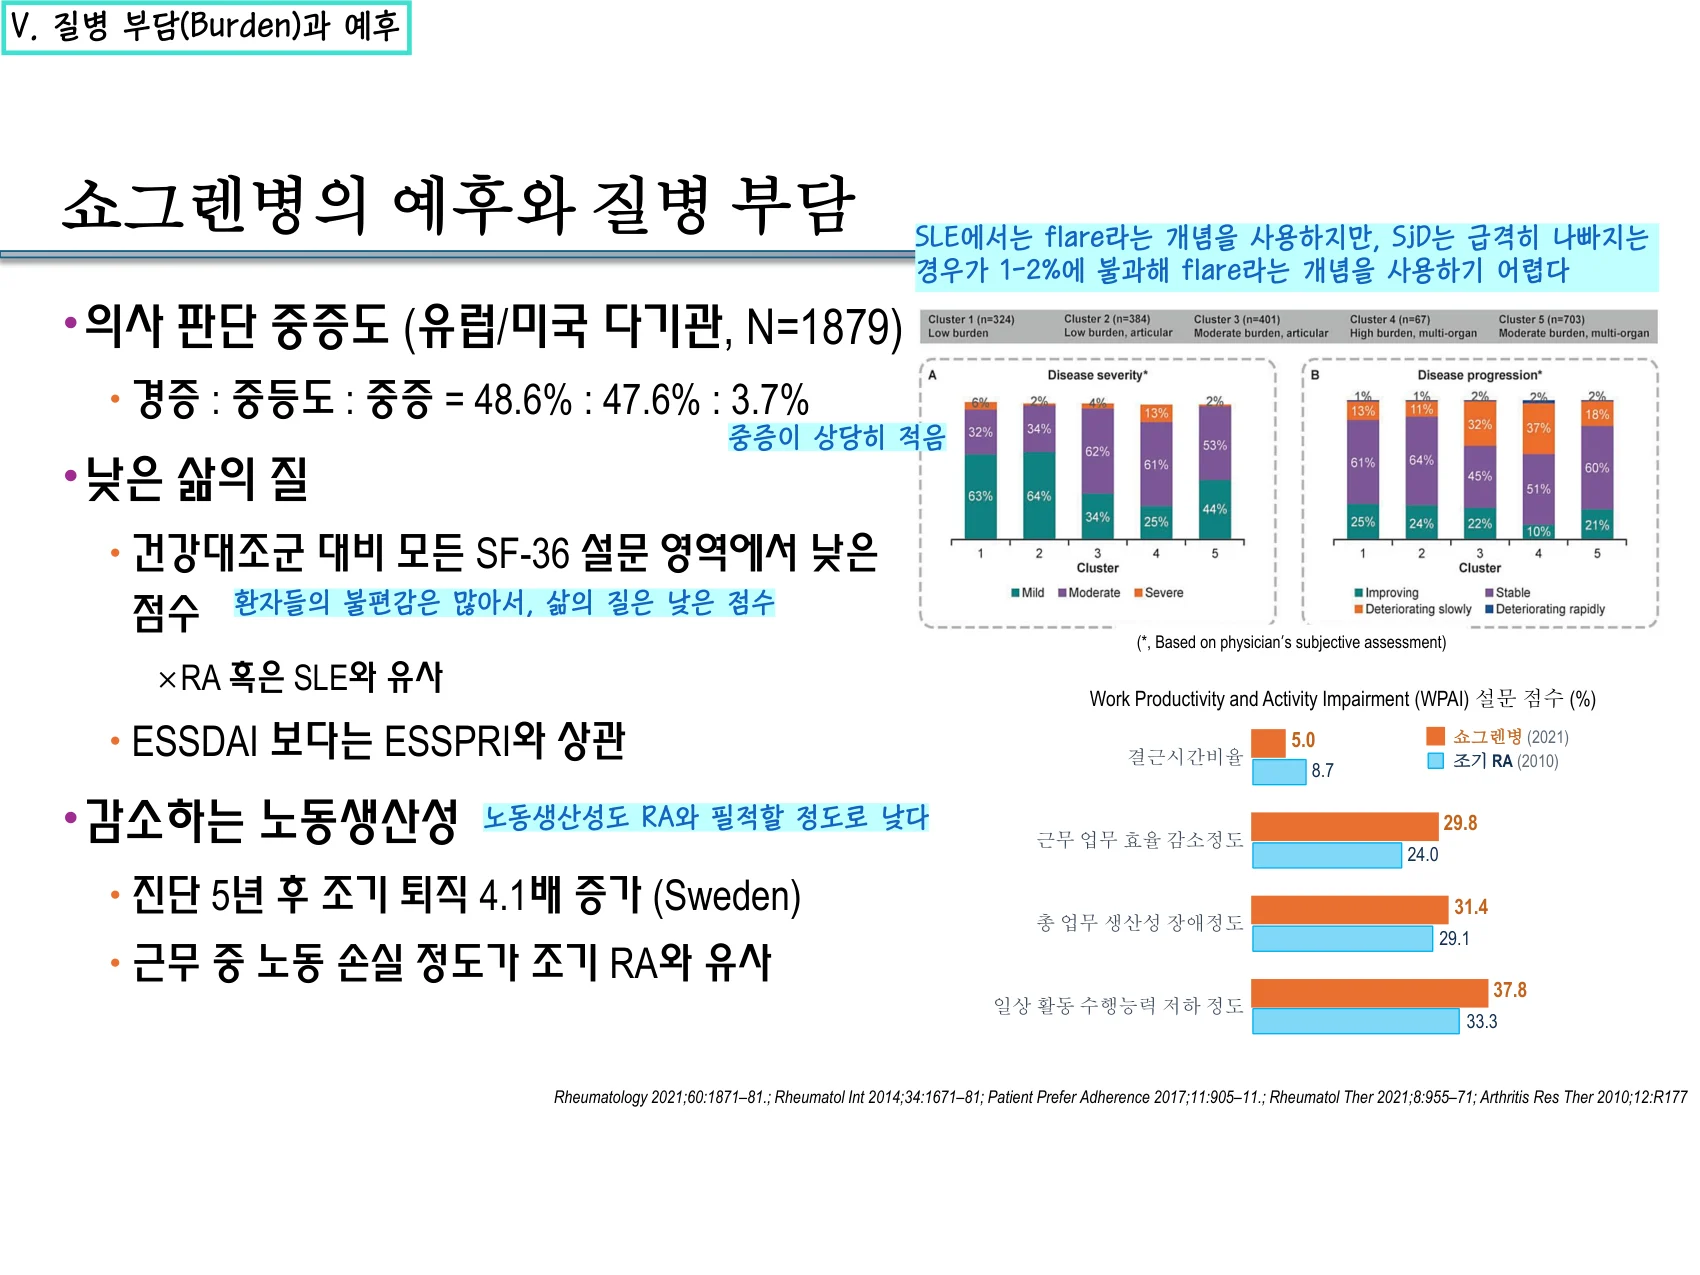 V. 질병 부담(Burden)과 예후
쇼그렌병의 예후와 질병 부담
SLE에서는 flare라는 개념을 사용하지만, SjD는 급격히 나빠지는
경우가 1-2%에 불과해 flare라는 개념을 사용하기 어렵다
•의사 판단 중증도 (유럽/미국 다기관, N=1879)
• 경증 : 중등도 : 중증 = 48.6% : 47.6% : 3.7%
중증이 상당히 적음
•낮은 삶의 질
• 건강대조군 대비 모든 SF-36 설문 영역에서 낮은
점수
환자들의 불편감은 많아서, 삶의 질은 낮은 점수
×RA 혹은 SLE와 유사
• ESSDAI 보다는 ESSPRI와 상관
•감소하는 노동생산성
노동생산성도 RA와 필적할 정도로 낮다
• 진단 5년 후 조기 퇴직 4.1배 증가 (Sweden)
• 근무 중 노동 손실 정도가 조기 RA와 유사
Cluster 1 (n=324)
Low burden
Cluster 2 (n=384)
Low burden, articular
Cluster 3 (n=401)
Moderate burden, articular
Cluster 4 (n=67)
High burden, multi-organ
Cluster 5 (n=703)
Moderate burden, multi-organ
A
Disease severity*
6% 2% 4% 13% 2%
32% 34% 62% 61% 53%
63% 64% 34% 25% 44%
1 2 3 4 5
Cluster
Mild Moderate Severe
B
Disease progression*
1% 1% 2% 2% 2%
13% 11% 32% 37% 18%
61% 64% 45% 51% 60%
25% 24% 22% 10% 21%
1 2 3 4 5
Cluster
Improving Stable
Deteriorating slowly Deteriorating rapidly
(*, Based on physician's subjective assessment)
Work Productivity and Activity Impairment (WPAI) 설문 점수 (%)
쇼그렌병 (2021)
조기 RA (2010)
결근시간비율
5.0
8.7
근무 업무 효율 감소정도
29.8
24.0
총 업무 생산성 장애정도
31.4
29.1
일상 활동 수행능력 저하 정도
37.8
33.3
Rheumatology 2021;60:1871–81.; Rheumatol Int 2014;34:1671–81; Patient Prefer Adherence 2017;11:905–11.; Rheumatol Ther 2021;8:955–71; Arthritis Res Ther 2010;12:R177